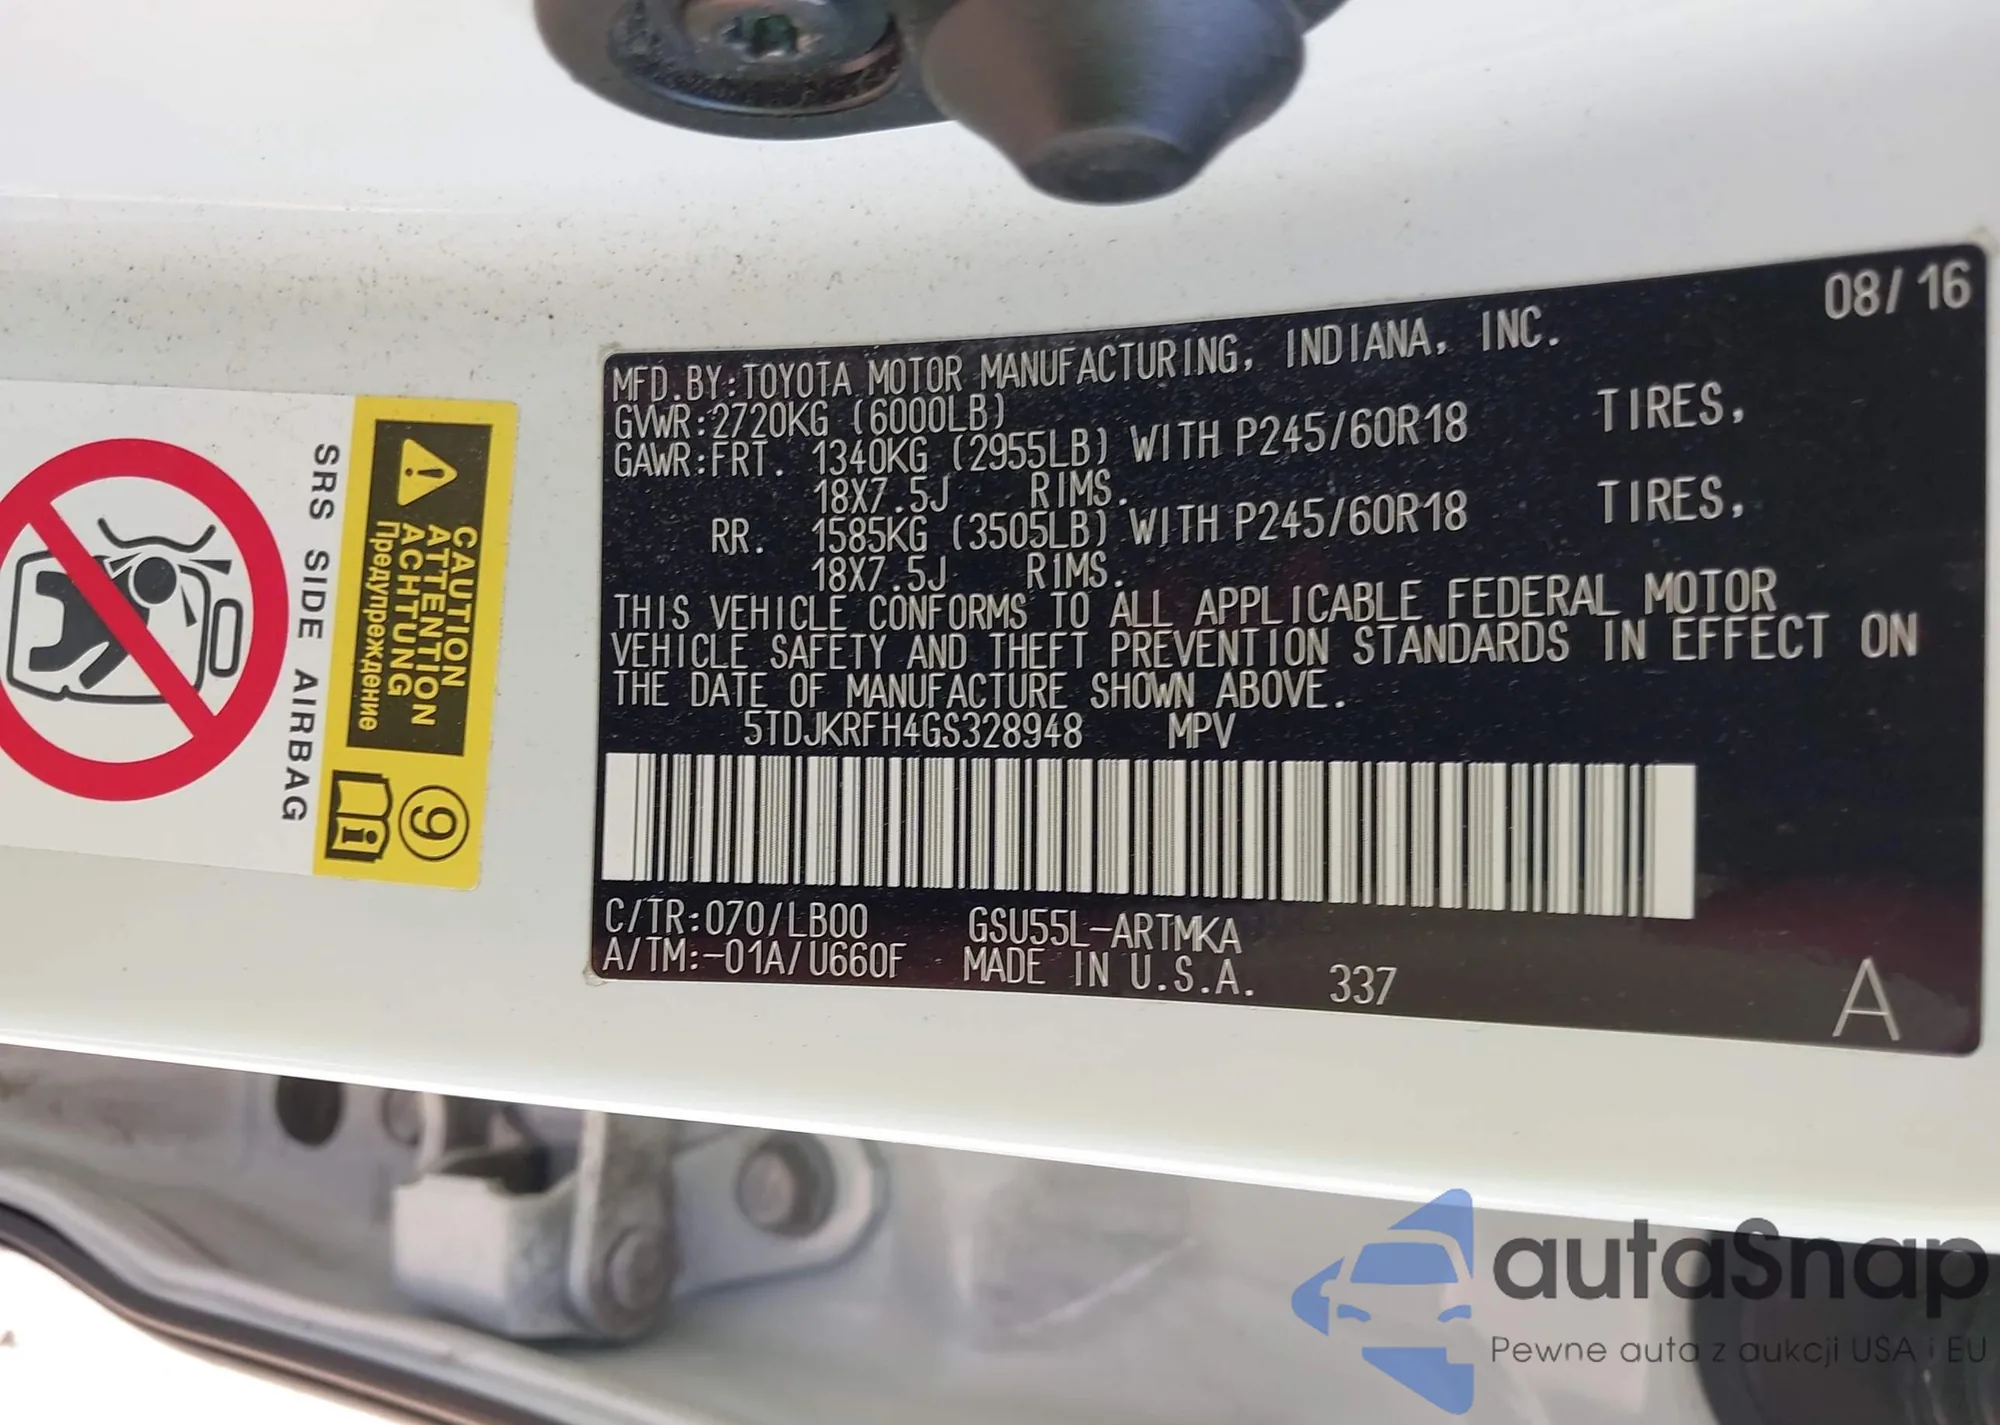 08/16
MFD.BY:TOYOTA MOTOR MANUFACTURING, INDIANA, INC.
GVWR:2720KG (6000LB)
GAWR:FRT. 1340KG (2955LB) WITH P245/60R18 TIRES,
18X7.5J RIMS.
RR. 1585KG (3505LB) WITH P245/60R18 TIRES,
18X7.5J RIMS.
THIS VEHICLE CONFORMS TO ALL APPLICABLE FEDERAL MOTOR
VEHICLE SAFETY AND THEFT PREVENTION STANDARDS IN EFFECT ON
THE DATE OF MANUFACTURE SHOWN ABOVE.
5TDJKRFH4GS328948 MPV
C/TR:070/LB00 GSU55L-ARTMKA
A/TM:-01A/U660F MADE IN U.S.A. 337
A
CAUTION
ATTENTION
ACHTUNG
Предупреждение
9
i
SRS SIDE AIRBAG
autaSnap
Pewne auta z aukcji USA i EU